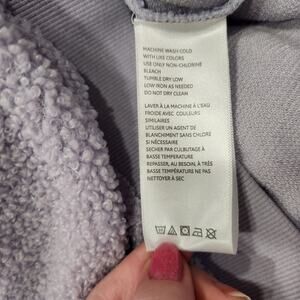 MACHINE WASH COLD
WITH LIKE COLORS
USE ONLY NON-CHLORINE
BLEACH
TUMBLE DRY LOW
LOW IRON AS NEEDED
DO NOT DRY CLEAN
LAVER À LA MACHINE À L'EAU
FROIDE AVEC COULEURS
SIMILAIRES
UTILISER UN AGENT DE
BLANCHIMENT SANS CHLORE
SI NÉCESSAIRE
SECHER PAR CULBUTAGE À
BASSE TEMPERATURE
REPASSER, AU BESOIN, À TRÈS
BASSE TEMPÉRATURE NE PAS
NETTOYER À SEC